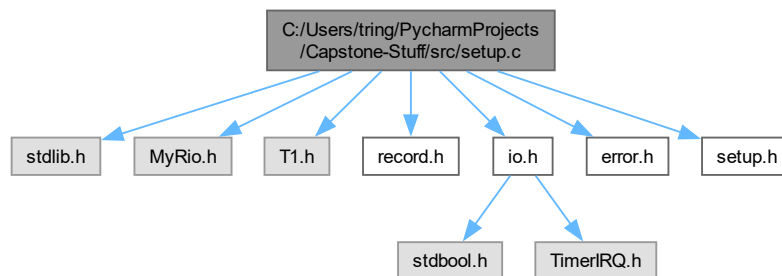 C:/Users/tring/PycharmProjects
/Capstone-Stuff/src/setup.c
stdlib.h
MyRio.h
T1.h
record.h
io.h
error.h
setup.h
stdbool.h
TimerIRQ.h